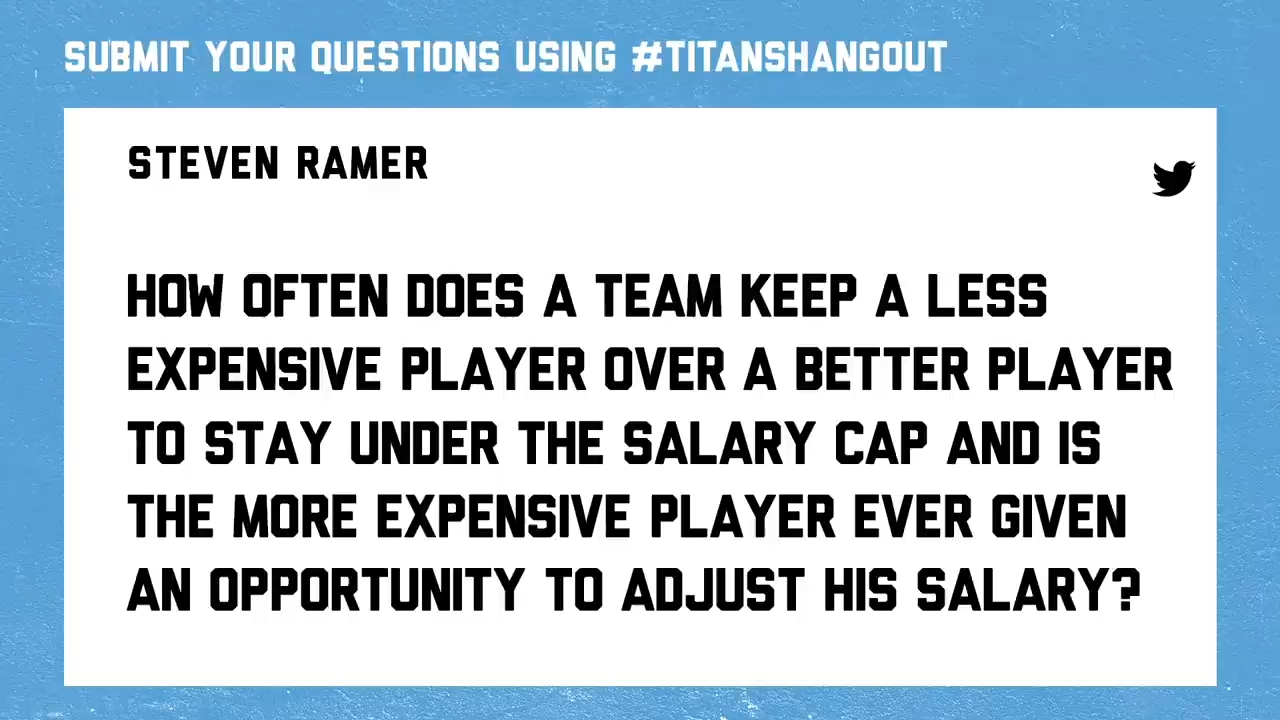 SUBMIT YOUR QUESTIONS USING #TITANSHANGOUT
STEVEN RAMER
HOW OFTEN DOES A TEAM KEEP A LESS
EXPENSIVE PLAYER OVER A BETTER PLAYER
TO STAY UNDER THE SALARY CAP AND IS
THE MORE EXPENSIVE PLAYER EVER GIVEN
AN OPPORTUNITY TO ADJUST HIS SALARY?